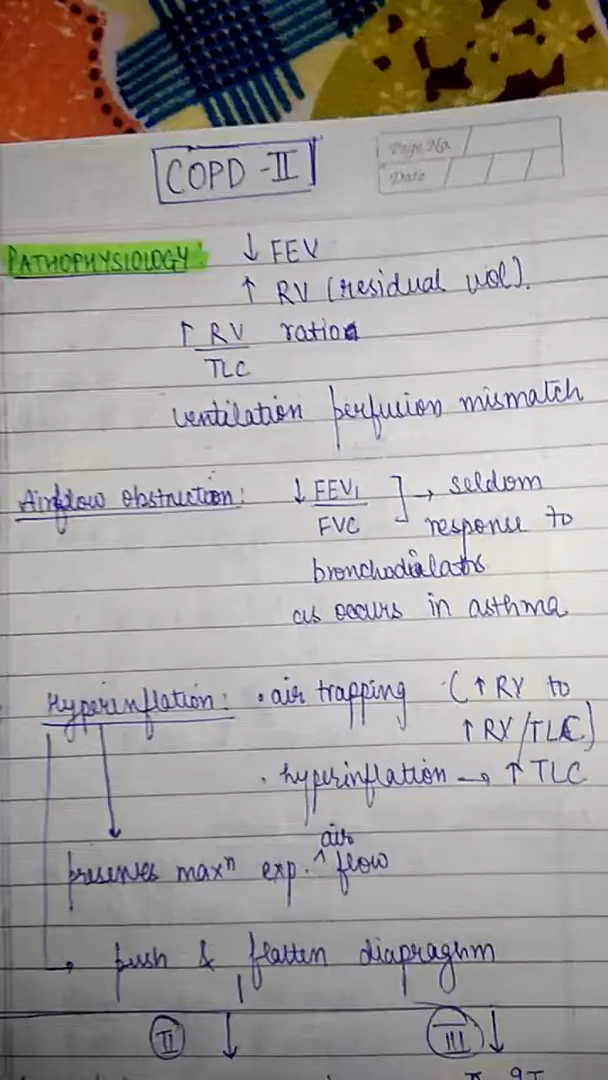 COPD -II
Page No.
Date
PATHOPHYSIOLOGY: ↓ FEV
↑ RV (residual vol).
↑ RV/TLC ratio
ventilation perfusion mismatch
Airflow obstruction: ↓ FEV₁/FVC ] → seldom
response to
bronchodialators
as occurs in asthma
Hyperinflation: • air trapping (↑ RV to
↑ RV/TLC)
• hyperinflation → ↑ TLC
preserves maxⁿ exp. ^ air flow
→ push & flatten diapraghm
II ↓ III ↓